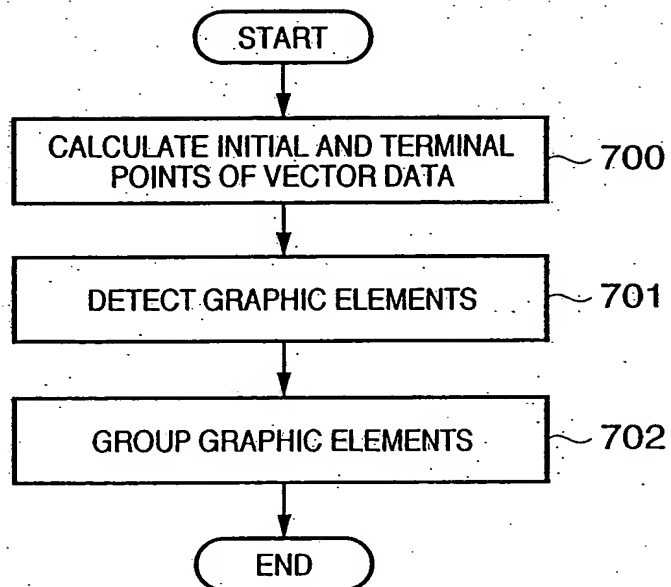 START
CALCULATE INITIAL AND TERMINAL
POINTS OF VECTOR DATA
700
DETECT GRAPHIC ELEMENTS
701
GROUP GRAPHIC ELEMENTS
702
END